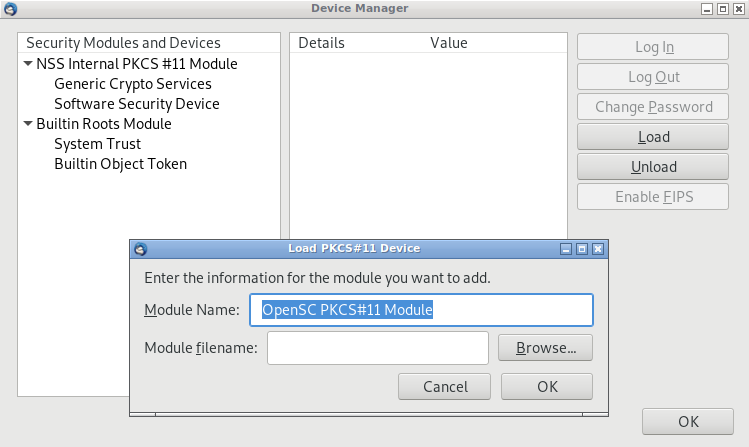 Device Manager
Security Modules and Devices
Details Value
NSS Internal PKCS #11 Module
Generic Crypto Services
Software Security Device
Builtin Roots Module
System Trust
Builtin Object Token
Log In
Log Out
Change Password
Load
Unload
Enable FIPS
Load PKCS#11 Device
Enter the information for the module you want to add.
Module Name: OpenSC PKCS#11 Module
Module filename: Browse...
Cancel OK
OK